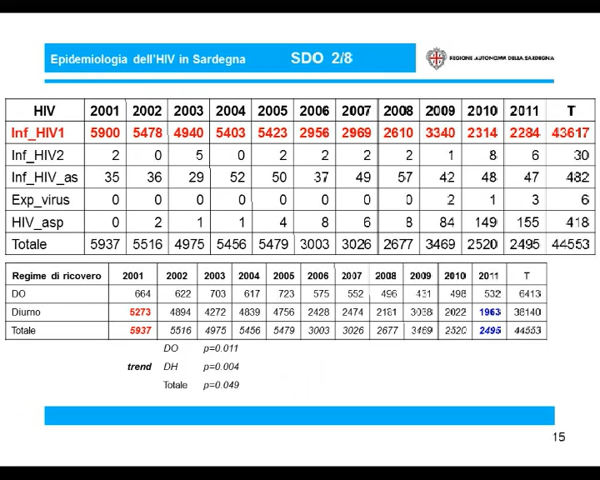 Epidemiologia dell'HIV in Sardegna SDO 2/8
REGIONE AUTONOMA DELLA SARDEGNA
HIV 2001 2002 2003 2004 2005 2006 2007 2008 2009 2010 2011 T
Inf_HIV1 5900 5478 4940 5403 5423 2956 2969 2610 3340 2314 2284 43617
Inf_HIV2 2 0 5 0 2 2 2 2 1 8 6 30
Inf_HIV_as 35 36 29 52 50 37 49 57 42 48 47 482
Exp_virus 0 0 0 0 0 0 0 0 2 1 3 6
HIV_asp 0 2 1 1 4 8 6 8 84 149 155 418
Totale 5937 5516 4975 5456 5479 3003 3026 2677 3469 2520 2495 44553
Regime di ricovero 2001 2002 2003 2004 2005 2006 2007 2008 2009 2010 2011 T
DO 664 622 703 617 723 575 552 496 431 498 532 6413
Diurno 5273 4894 4272 4839 4756 2428 2474 2181 3038 2022 1963 38140
Totale 5937 5516 4975 5456 5479 3003 3026 2677 3469 2520 2495 44553
DO p=0.011
trend DH p=0.004
Totale p=0.049
15